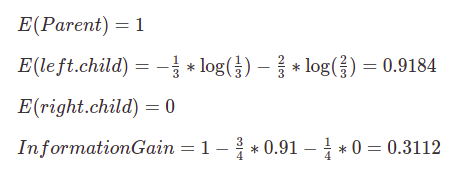 E(Parent) = 1
E(left.child) = −1/3 * log(1/3) − 2/3 * log(2/3) = 0.9184
E(right.child) = 0
InformationGain = 1 − 3/4 * 0.91 − 1/4 * 0 = 0.3112